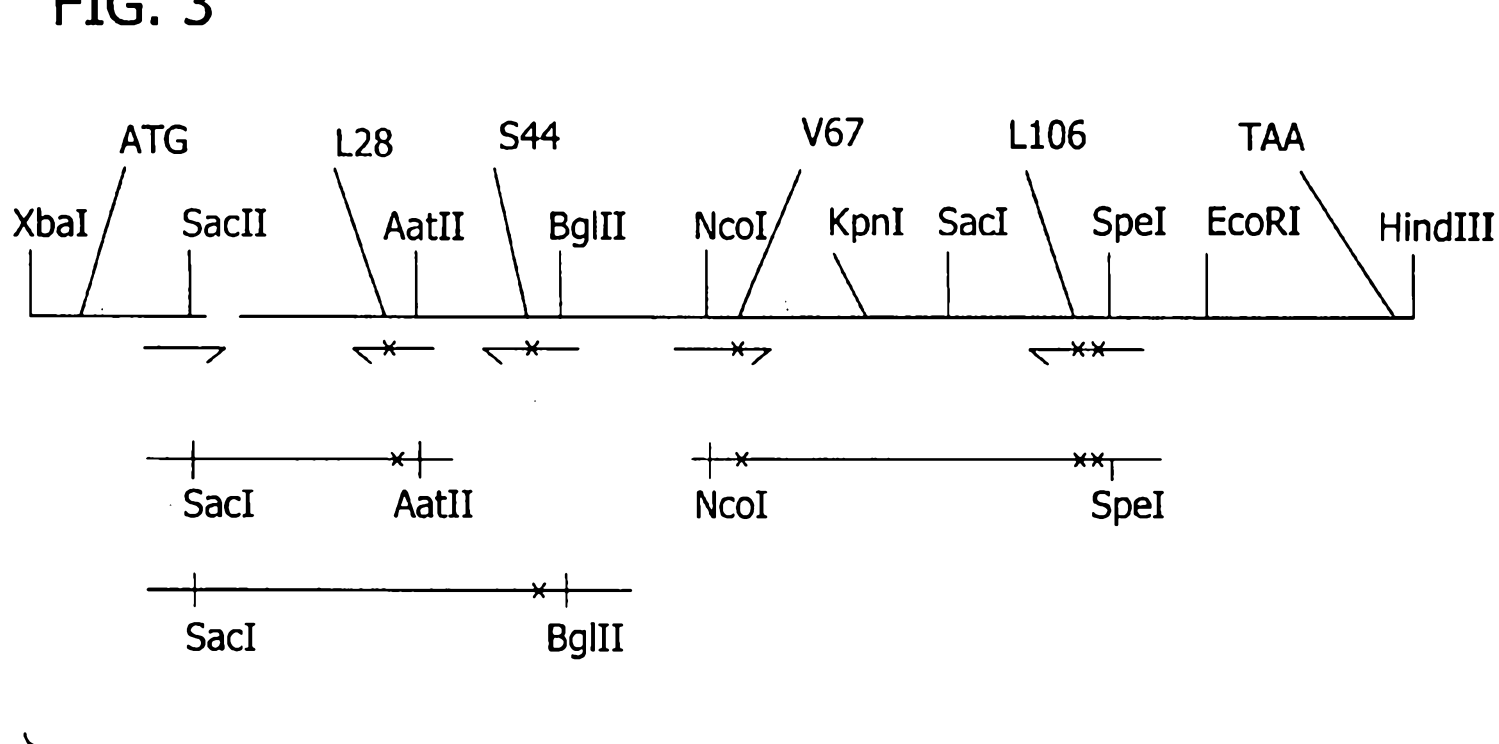 FIG. 3
ATG L28 S44 V67 L106 TAA
XbaI SacII AatII BglII NcoI KpnI SacI SpeI EcoRI HindIII
SacI AatII NcoI SpeI
SacI BglII